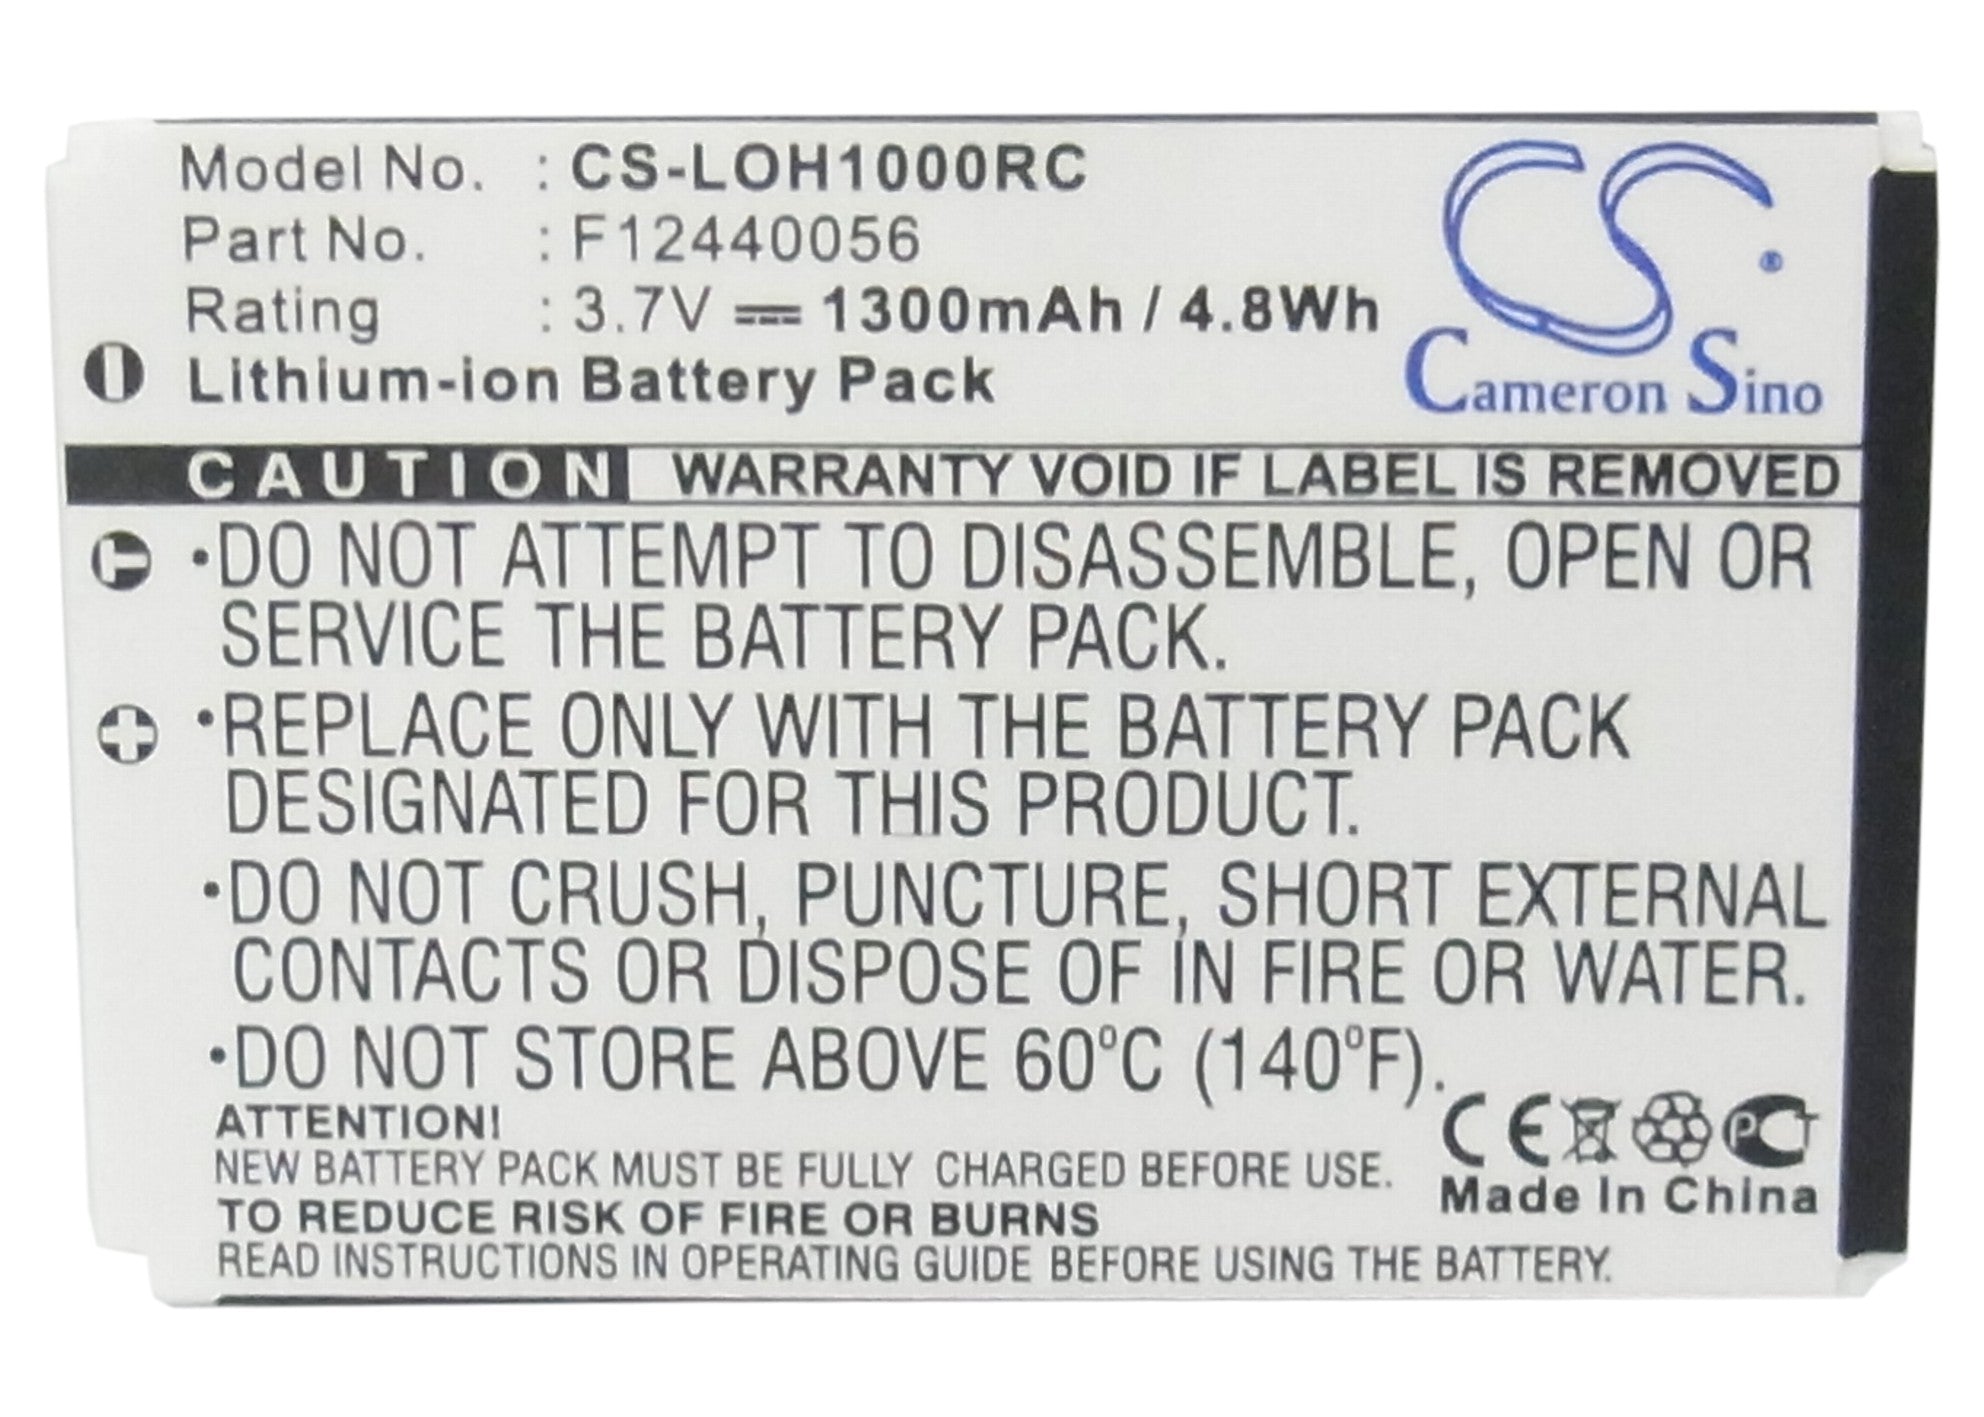 Model No. : CS-LOH1000RC
Part No. : F12440056
Rating : 3.7V 1300mAh / 4.8Wh
Lithium-ion Battery Pack
CS ®
Cameron Sino
CAUTION WARRANTY VOID IF LABEL IS REMOVED
•DO NOT ATTEMPT TO DISASSEMBLE, OPEN OR
SERVICE THE BATTERY PACK.
•REPLACE ONLY WITH THE BATTERY PACK
DESIGNATED FOR THIS PRODUCT.
•DO NOT CRUSH, PUNCTURE, SHORT EXTERNAL
CONTACTS OR DISPOSE OF IN FIRE OR WATER.
•DO NOT STORE ABOVE 60°C (140°F).
ATTENTION!
NEW BATTERY PACK MUST BE FULLY CHARGED BEFORE USE.
TO REDUCE RISK OF FIRE OR BURNS
READ INSTRUCTIONS IN OPERATING GUIDE BEFORE USING THE BATTERY.
CE PCT
Made In China